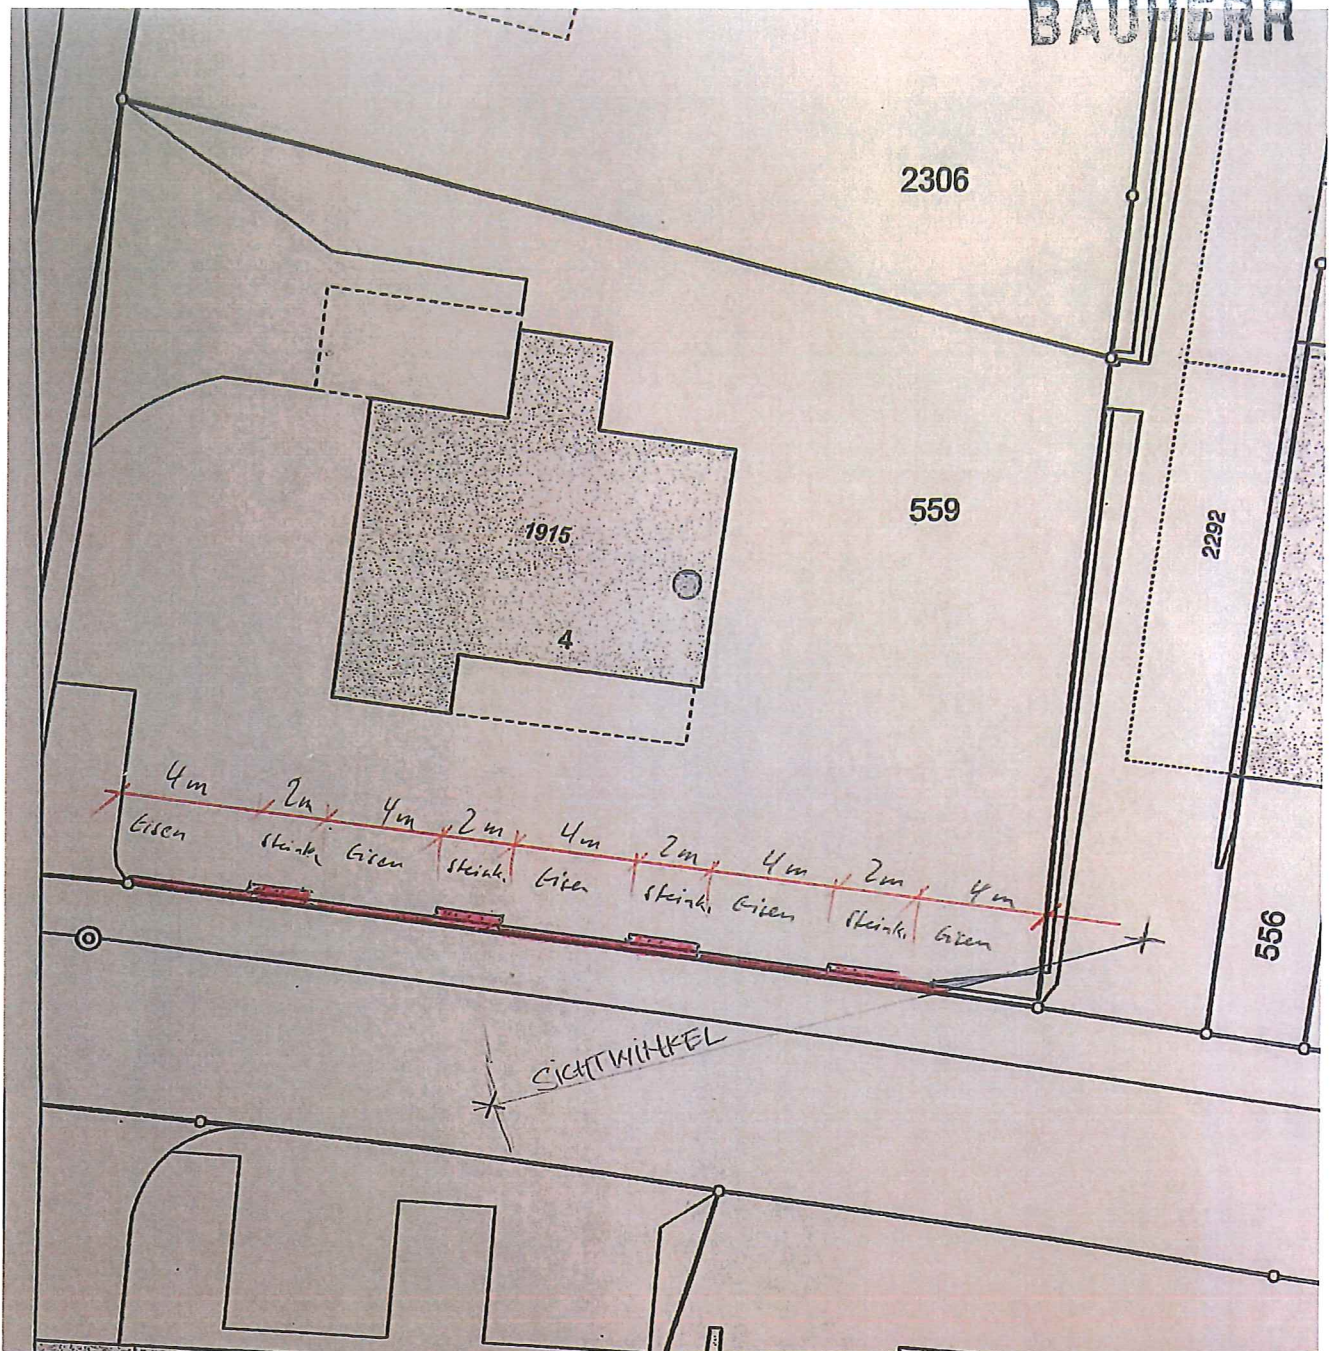 BAUHERR
2306
559
1915
2292
4
4m 2m 4m 2m 4m 2m 4m 2m 4m
Eisen steink. Eisen steink. Eisen steink. Eisen steink. Eisen
556
SICHTWINKEL